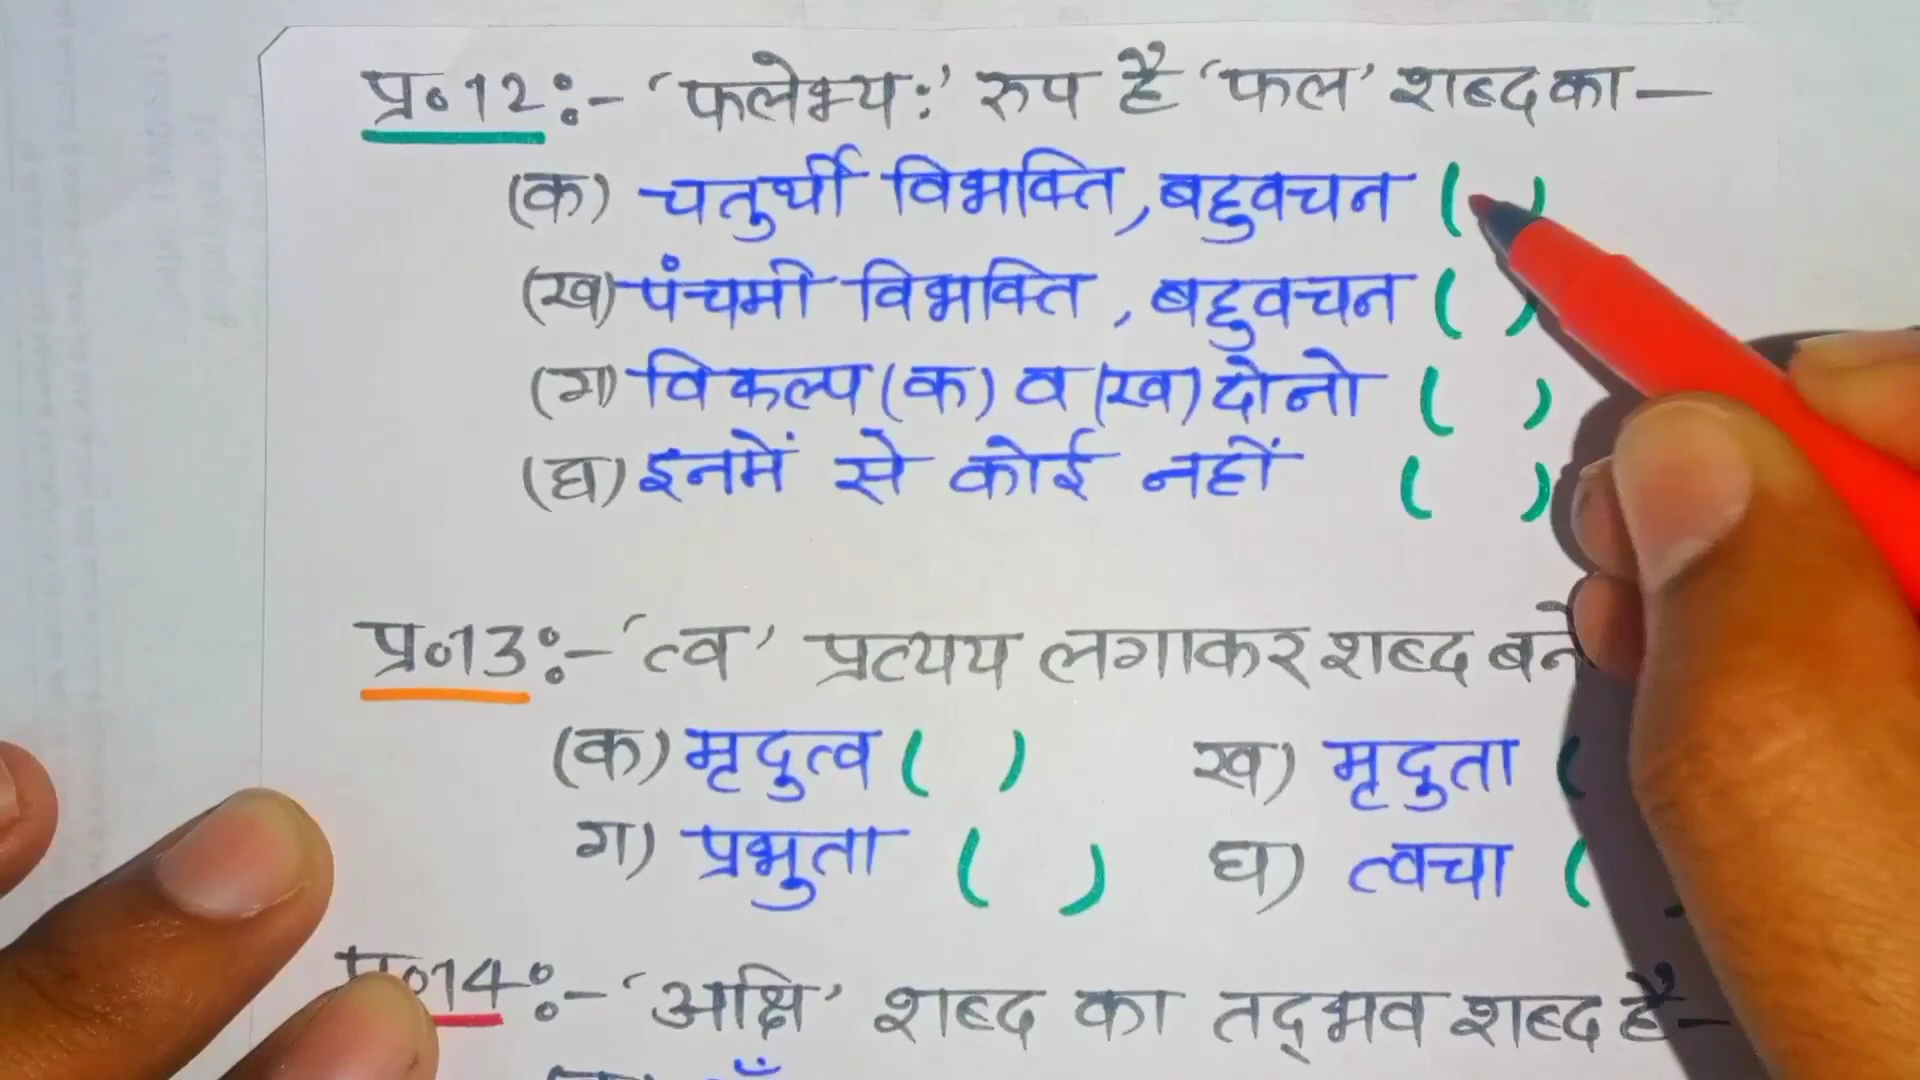 प्र०12:- 'फलेभ्य:' रुप है 'फल' शब्द का—
(क) चतुर्थी विभक्ति, बहुवचन ( )
(ख) पंचमी विभक्ति, बहुवचन ( )
(ग) विकल्प (क) व (ख) दोनो ( )
(घ) इनमें से कोई नहीं ( )
प्र०13:- 'त्व' प्रत्यय लगाकर शब्द बने
(क) मृदुत्व ( ) ख) मृदुता (
ग) प्रभुता ( ) घ) त्वचा (
प्र०14:- 'अक्षि' शब्द का तद्भव शब्द है-